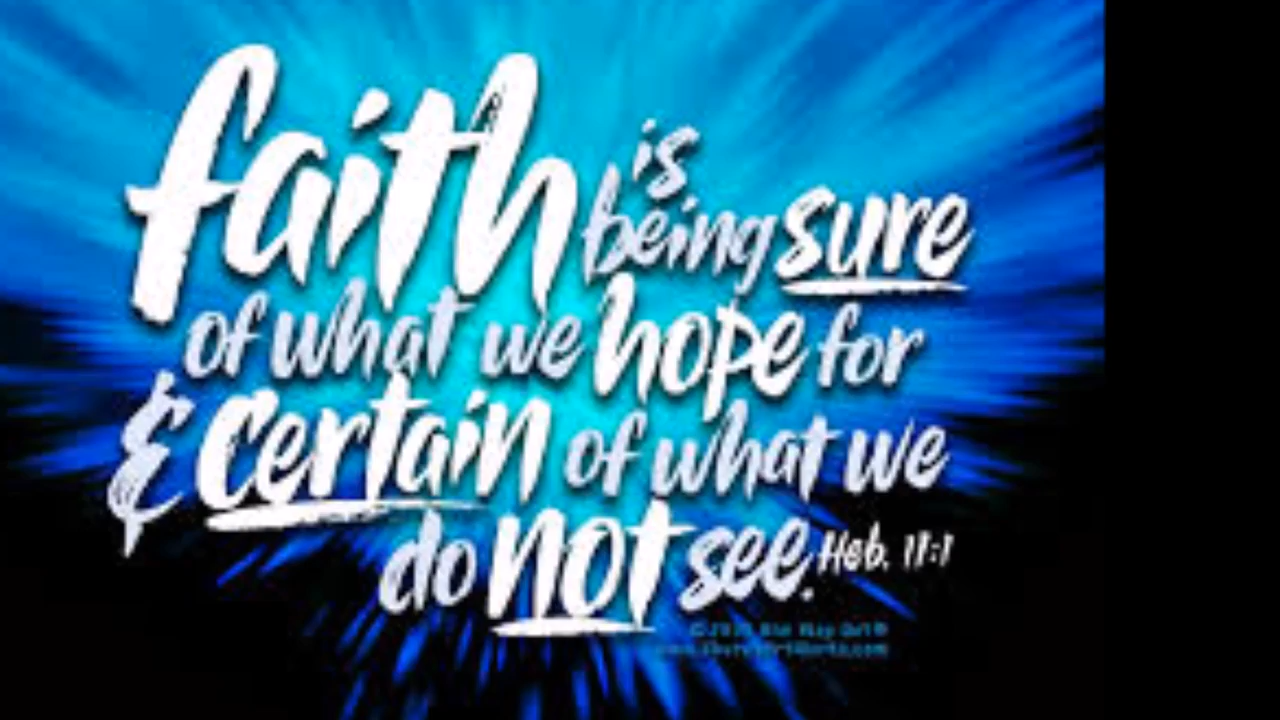 faith is being sure
of what we hope for
& certain of what we
do not see. Heb. 11:1